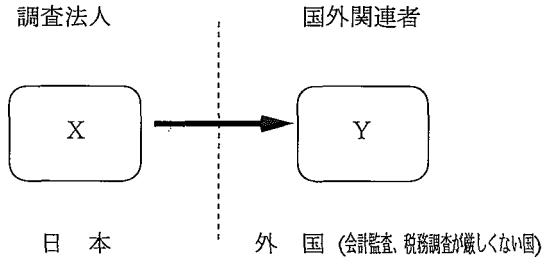 調査法人 国外関連者
X Y
日 本 外 国 (会計監査、税務調査が厳しくない国)